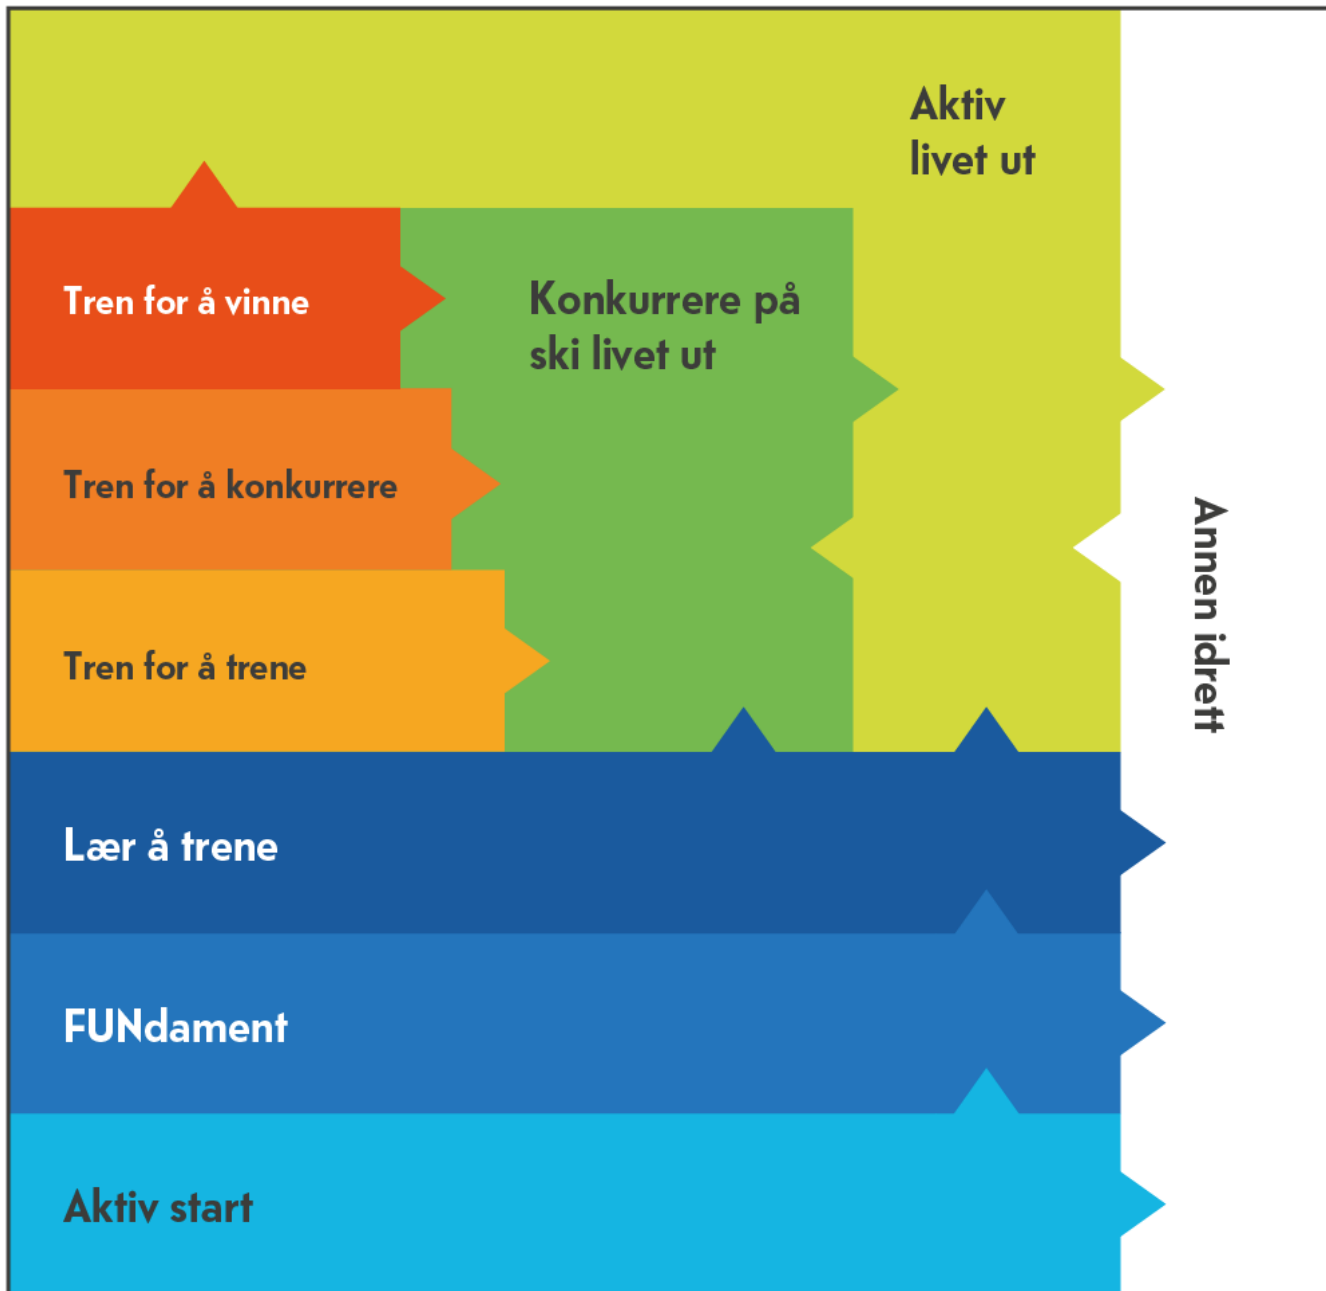 Aktiv
livet ut
Tren for å vinne
Konkurrere på
ski livet ut
Tren for å konkurrere
Tren for å trene
Annen idrett
Lær å trene
FUNdament
Aktiv start